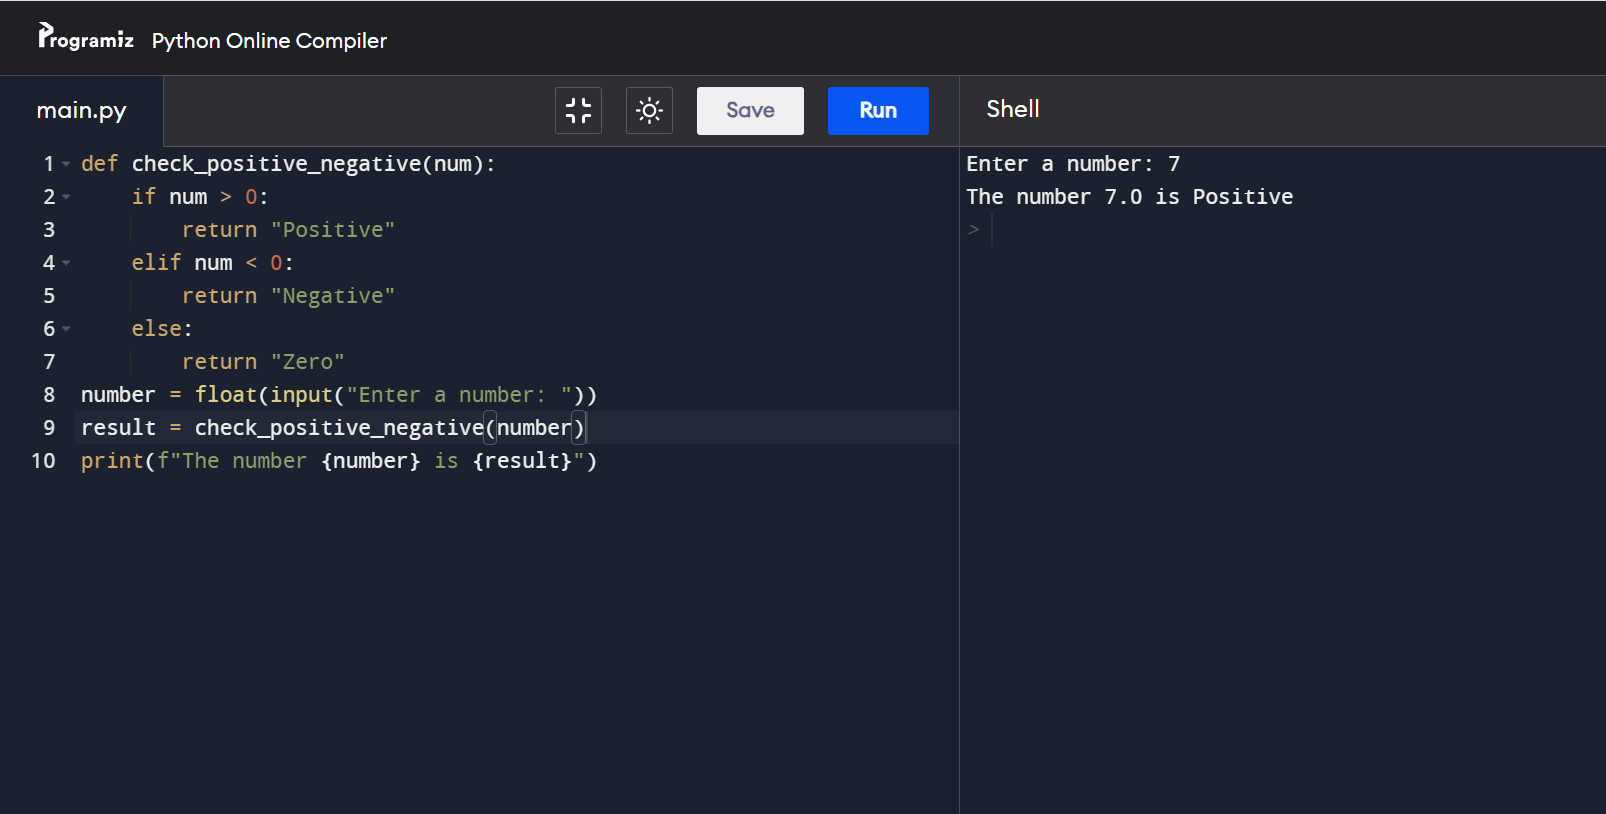 Programiz Python Online Compiler
main.py Save Run Shell
1 def check_positive_negative(num):
2     if num > 0:
3         return "Positive"
4     elif num < 0:
5         return "Negative"
6     else:
7         return "Zero"
8 number = float(input("Enter a number: "))
9 result = check_positive_negative(number)
10 print(f"The number {number} is {result}")
Enter a number: 7
The number 7.0 is Positive
>